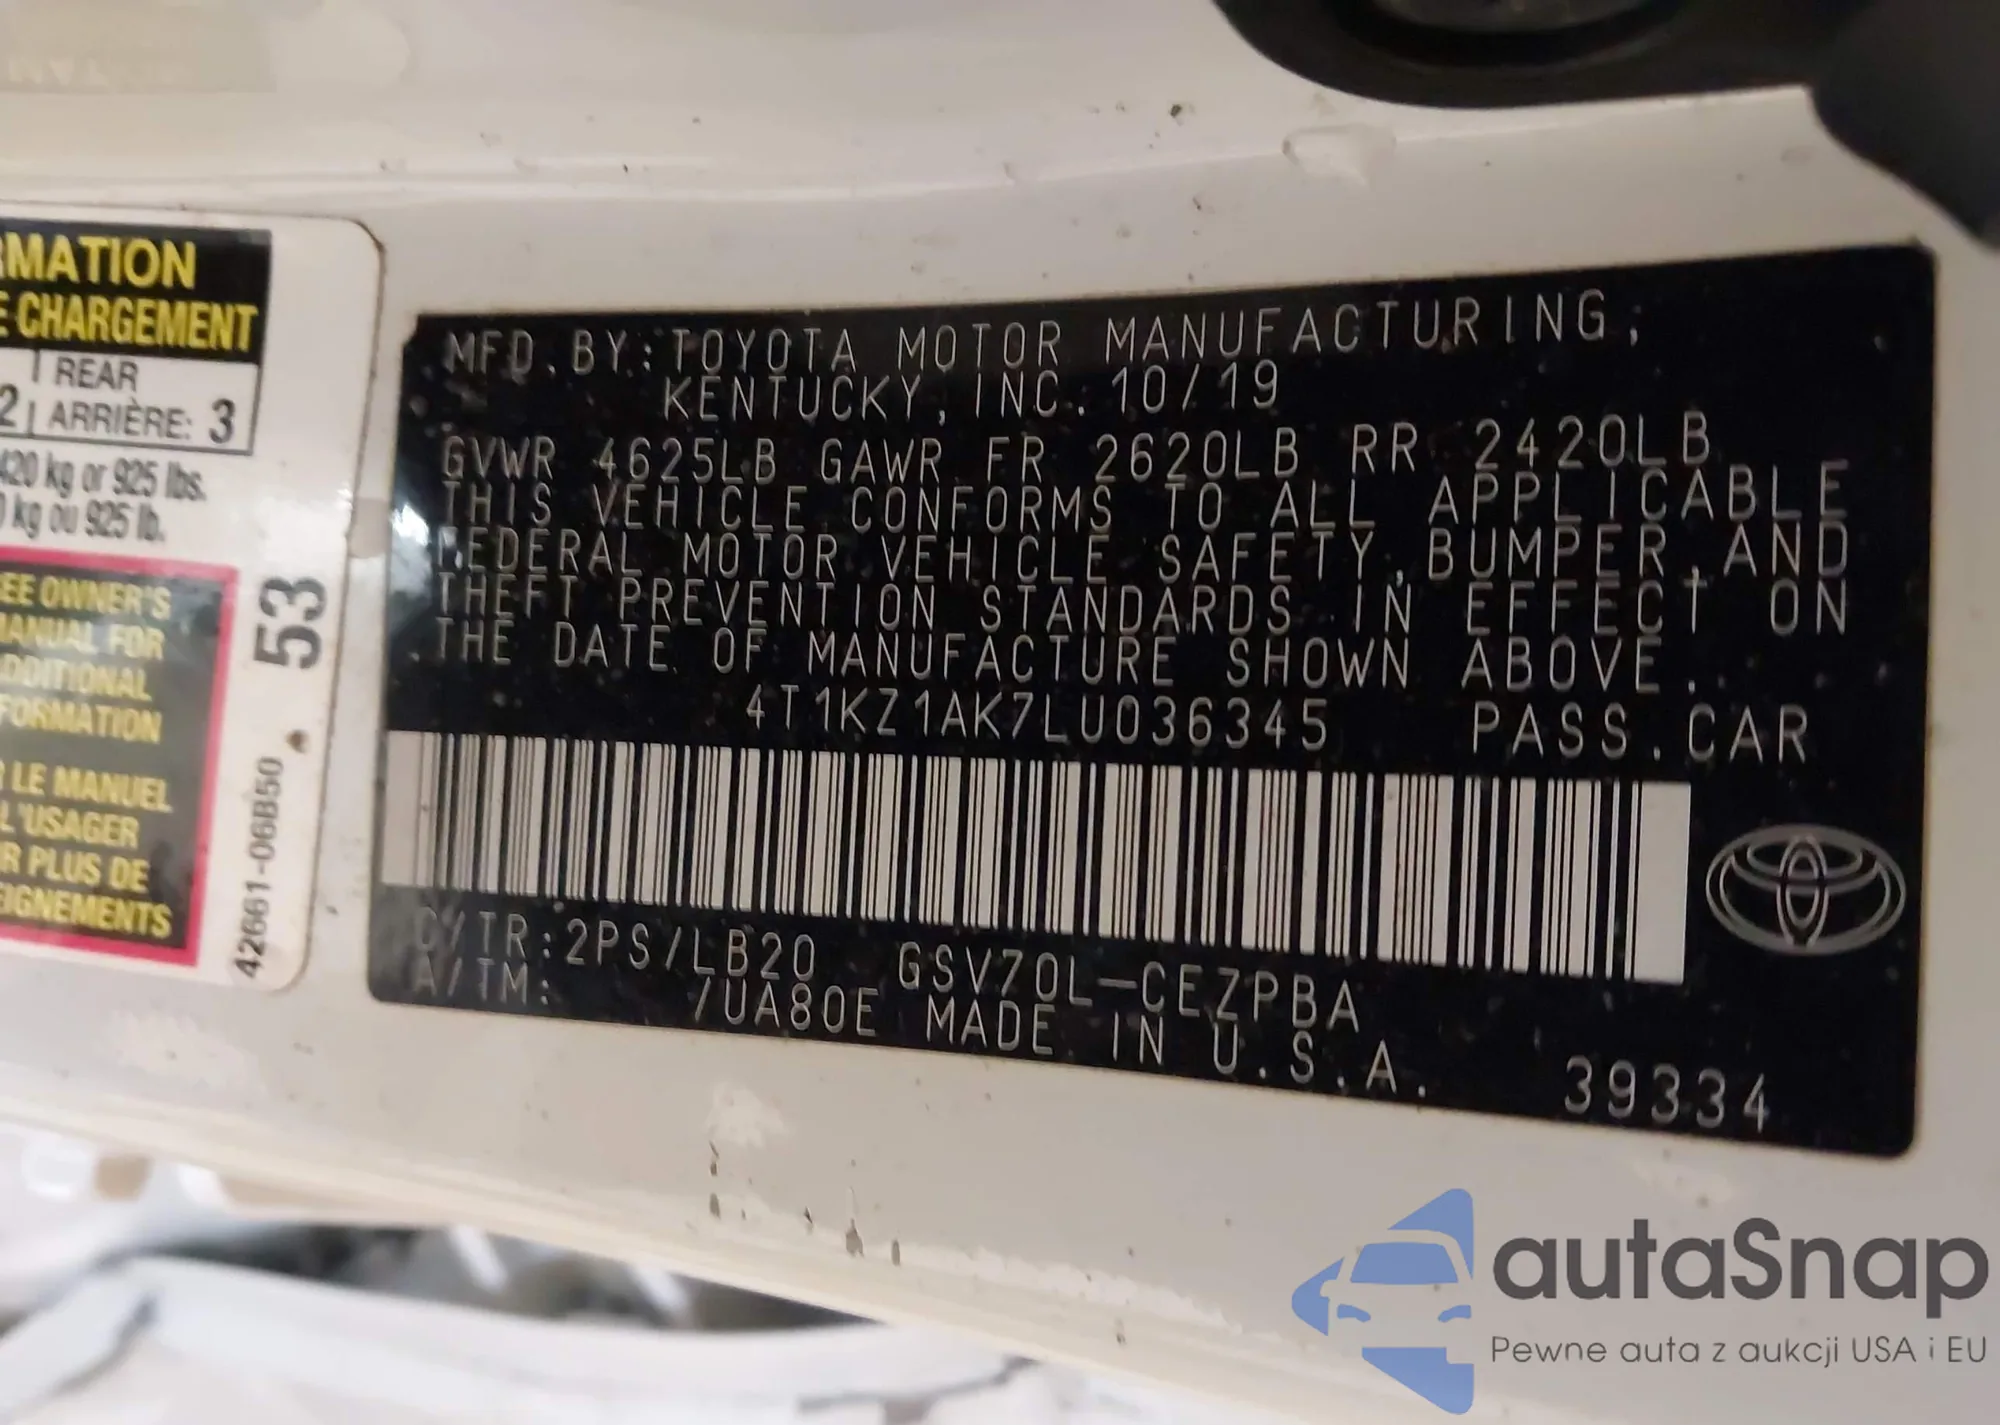 RMATION
E CHARGEMENT
REAR
2 ARRIÈRE: 3
420 kg or 925 lbs.
0 kg ou 925 lb.
EE OWNER'S
MANUAL FOR
ADDITIONAL
FORMATION
R LE MANUEL
L'USAGER
R PLUS DE
EIGNEMENTS
53
42661-06B50
MFD. BY: TOYOTA MOTOR MANUFACTURING,
KENTUCKY, INC. 10/19
GVWR 4625LB GAWR FR 2620LB RR 2420LB
THIS VEHICLE CONFORMS TO ALL APPLICABLE
FEDERAL MOTOR VEHICLE SAFETY, BUMPER, AND
THEFT PREVENTION STANDARDS IN EFFECT ON
THE DATE OF MANUFACTURE SHOWN ABOVE.
4T1KZ1AK7LU036345 PASS. CAR
C/TR: 2PS/LB20 GSV70L-CEZPBA
A/TM: /UA80E MADE IN U.S.A. 39334
autaSnap
Pewne auta z aukcji USA i EU